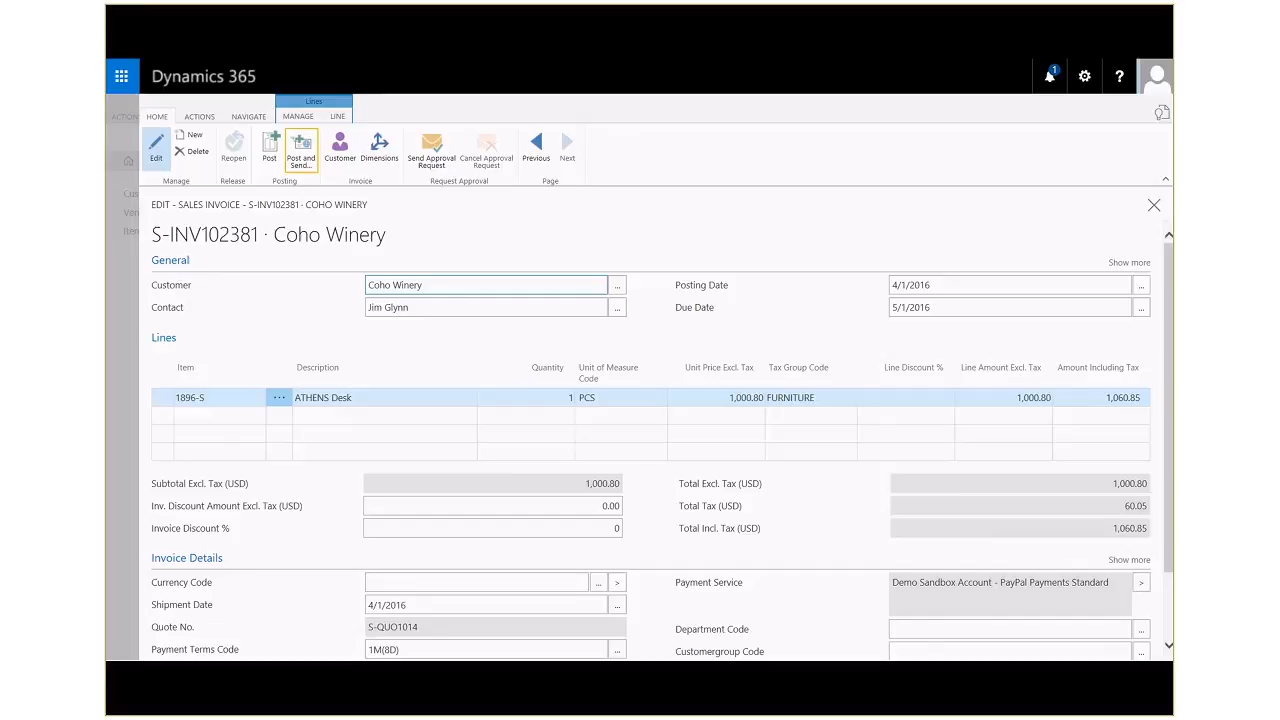 Dynamics 365
1
?
Lines
ACTION HOME ACTIONS NAVIGATE MANAGE LINE
Edit New Delete Reopen Post Post and Send... Customer Dimensions Send Approval Request Cancel Approval Request Previous Next
Manage Release Posting Invoice Request Approval Page
Cus
Ven
Iten
EDIT - SALES INVOICE - S-INV102381 · COHO WINERY
S-INV102381 · Coho Winery
General Show more
Customer Coho Winery ... Posting Date 4/1/2016 ...
Contact Jim Glynn ... Due Date 5/1/2016 ...
Lines
Item Description Quantity Unit of Measure Code Unit Price Excl. Tax Tax Group Code Line Discount % Line Amount Excl. Tax Amount Including Tax
1896-S ... ATHENS Desk 1 PCS 1,000.80 FURNITURE 1,000.80 1,060.85
Subtotal Excl. Tax (USD) 1,000.80 Total Excl. Tax (USD) 1,000.80
Inv. Discount Amount Excl. Tax (USD) 0.00 Total Tax (USD) 60.05
Invoice Discount % 0 Total Incl. Tax (USD) 1,060.85
Invoice Details Show more
Currency Code ... > Payment Service Demo Sandbox Account - PayPal Payments Standard >
Shipment Date 4/1/2016 ...
Quote No. S-QUO1014 Department Code ...
Payment Terms Code 1M(8D) ... Customergroup Code ...